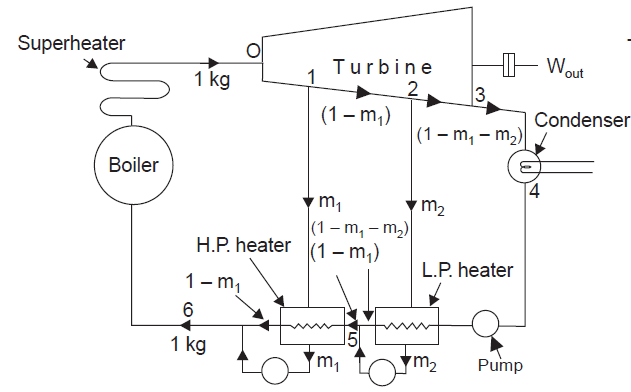 Superheater
O
Turbine
W_out
1 kg
1
2
3
(1 – m₁)
(1 – m₁ – m₂)
Condenser
Boiler
4
m₁
m₂
(1 – m₁ – m₂)
H.P. heater
(1 – m₁)
L.P. heater
1 – m₁
6
5
1 kg
m₁
m₂
Pump